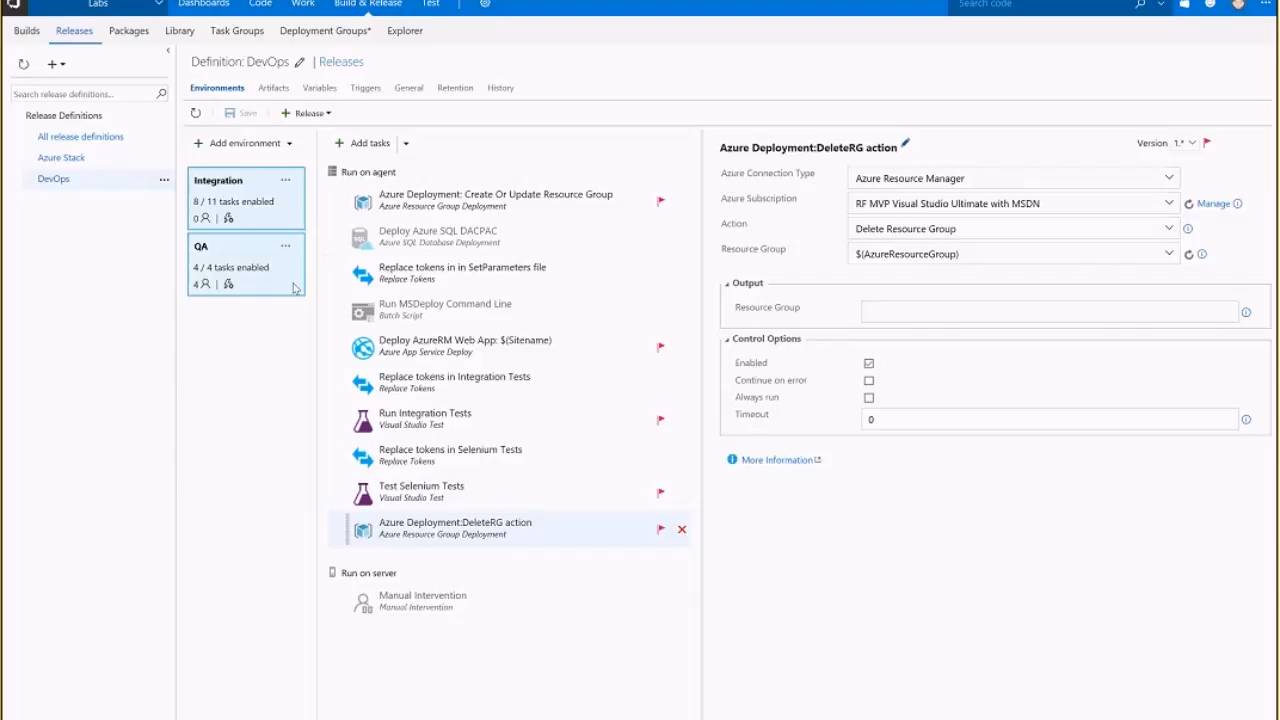 Labs
Dashboards
Code
Work
Build & Release
Test
Search code
Builds
Releases
Packages
Library
Task Groups
Deployment Groups*
Explorer
Definition: DevOps | Releases
Search release definitions...
Release Definitions
All release definitions
Azure Stack
DevOps
Environments
Artifacts
Variables
Triggers
General
Retention
History
Save
Release
Add environment
Integration
8 / 11 tasks enabled
0
QA
4 / 4 tasks enabled
4
Add tasks
Run on agent
Azure Deployment: Create Or Update Resource Group
Azure Resource Group Deployment
Deploy Azure SQL DACPAC
Azure SQL Database Deployment
Replace tokens in in SetParameters file
Replace Tokens
Run MSDeploy Command Line
Batch Script
Deploy AzureRM Web App: $(Sitename)
Azure App Service Deploy
Replace tokens in Integration Tests
Replace Tokens
Run Integration Tests
Visual Studio Test
Replace tokens in Selenium Tests
Replace Tokens
Test Selenium Tests
Visual Studio Test
Azure Deployment:DeleteRG action
Azure Resource Group Deployment
Run on server
Manual Intervention
Manual Intervention
Azure Deployment:DeleteRG action
Version 1.*
Azure Connection Type
Azure Resource Manager
Azure Subscription
RF MVP Visual Studio Ultimate with MSDN
Manage
Action
Delete Resource Group
Resource Group
$(AzureResourceGroup)
Output
Resource Group
Control Options
Enabled
Continue on error
Always run
Timeout
0
More Information